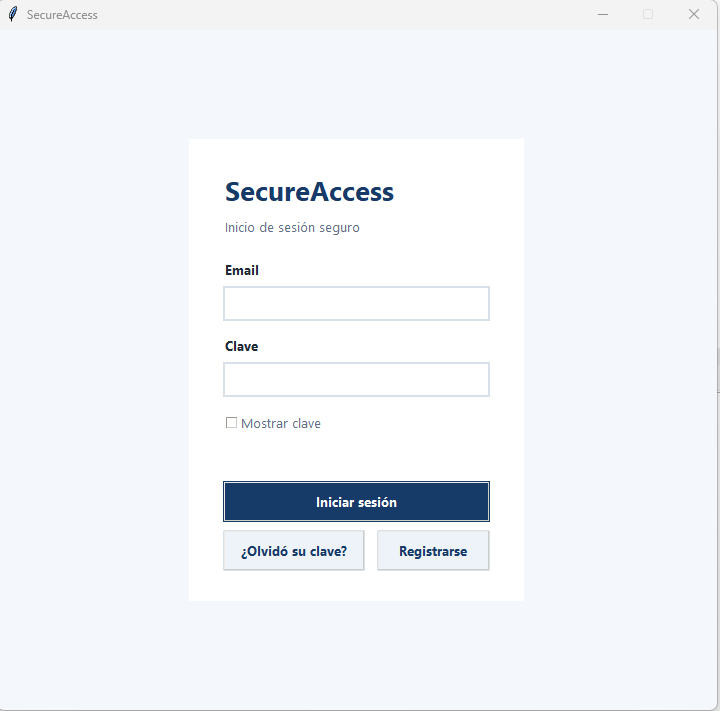 SecureAccess
SecureAccess
Inicio de sesión seguro
Email
Clave
Mostrar clave
Iniciar sesión
¿Olvidó su clave? Registrarse